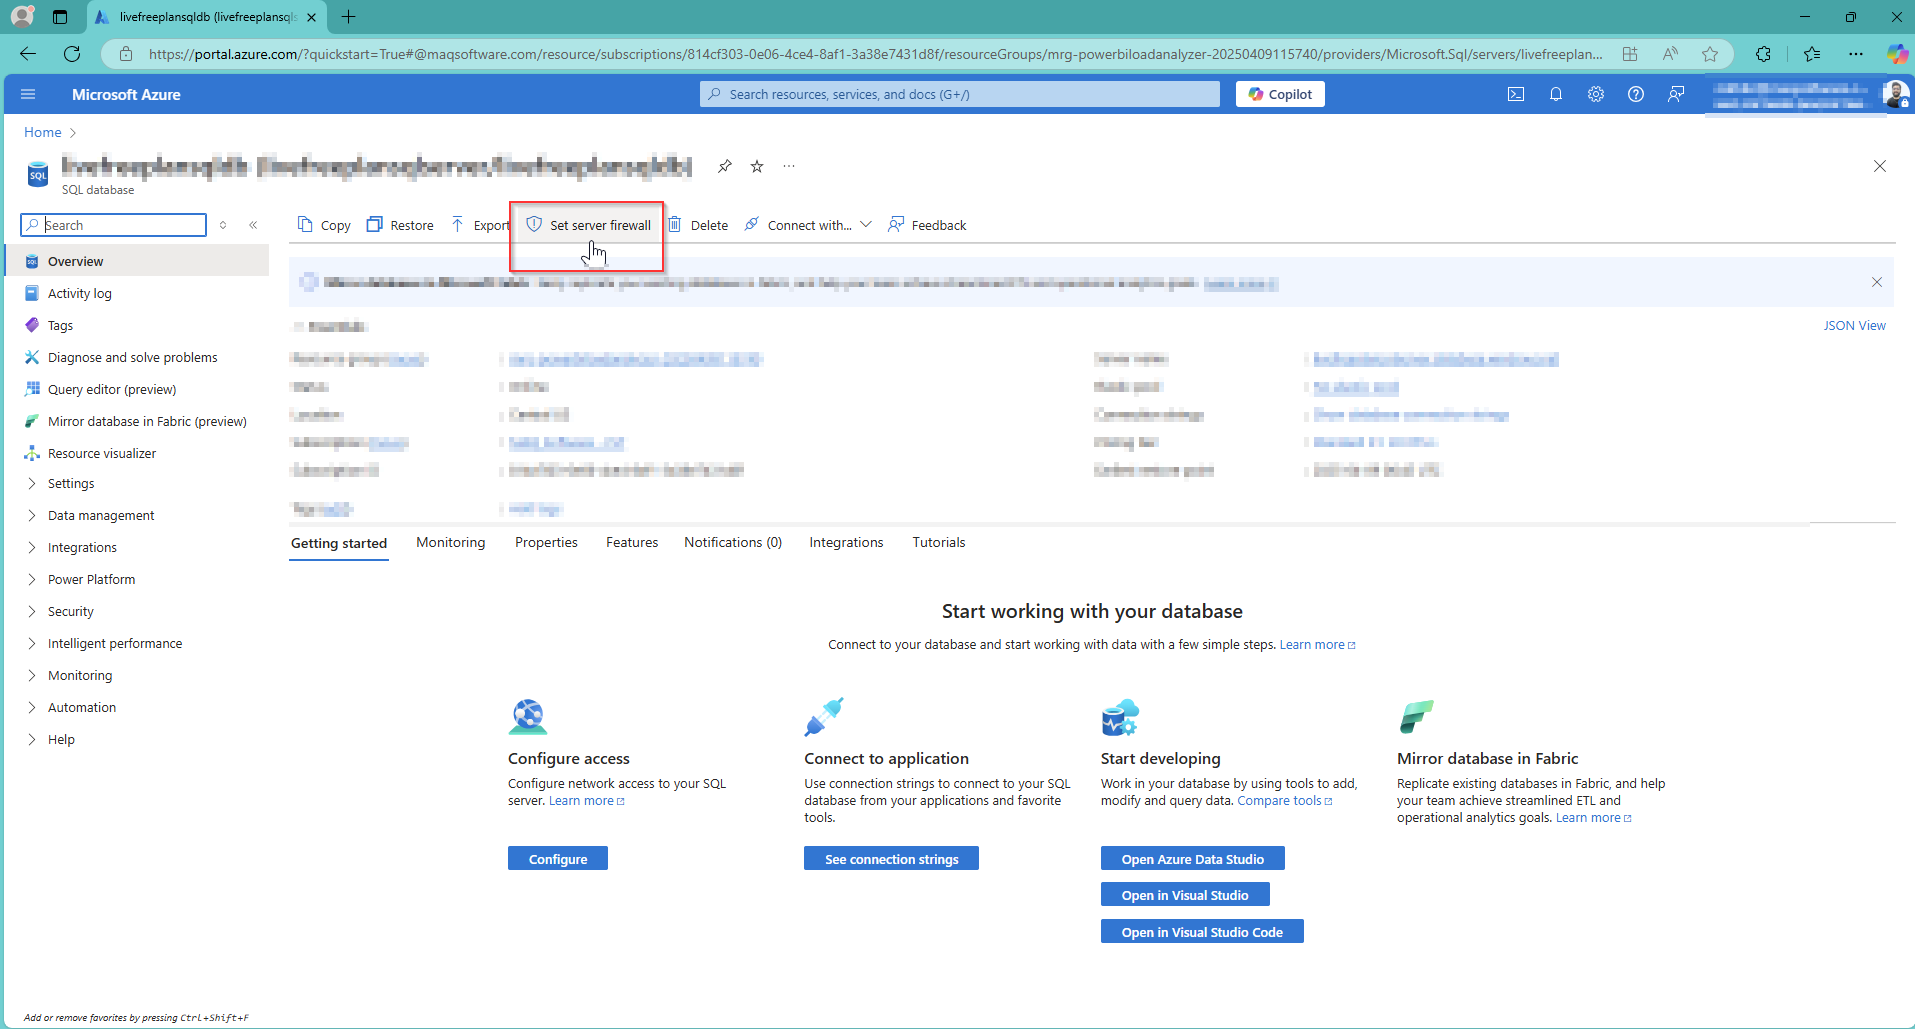 livefreeplansqldb (livefreeplansqls
https://portal.azure.com/?quickstart=True#@maqsoftware.com/resource/subscriptions/814cf303-0e06-4ce4-8af1-3a38e7431d8f/resourceGroups/mrg-powerbiloadanalyzer-20250409115740/providers/Microsoft.Sql/servers/livefreeplan...
Microsoft Azure
Search resources, services, and docs (G+/)
Copilot
Home
SQL database
Search
Copy
Restore
Export
Set server firewall
Delete
Connect with...
Feedback
Overview
Activity log
Tags
Diagnose and solve problems
Query editor (preview)
Mirror database in Fabric (preview)
Resource visualizer
Settings
Data management
Integrations
Power Platform
Security
Intelligent performance
Monitoring
Automation
Help
JSON View
Getting started
Monitoring
Properties
Features
Notifications (0)
Integrations
Tutorials
Start working with your database
Connect to your database and start working with data with a few simple steps. Learn more
Configure access
Configure network access to your SQL
server. Learn more
Configure
Connect to application
Use connection strings to connect to your SQL
database from your applications and favorite
tools.
See connection strings
Start developing
Work in your database by using tools to add,
modify and query data. Compare tools
Open Azure Data Studio
Open in Visual Studio
Open in Visual Studio Code
Mirror database in Fabric
Replicate existing databases in Fabric, and help
your team achieve streamlined ETL and
operational analytics goals. Learn more
Add or remove favorites by pressing Ctrl+Shift+F